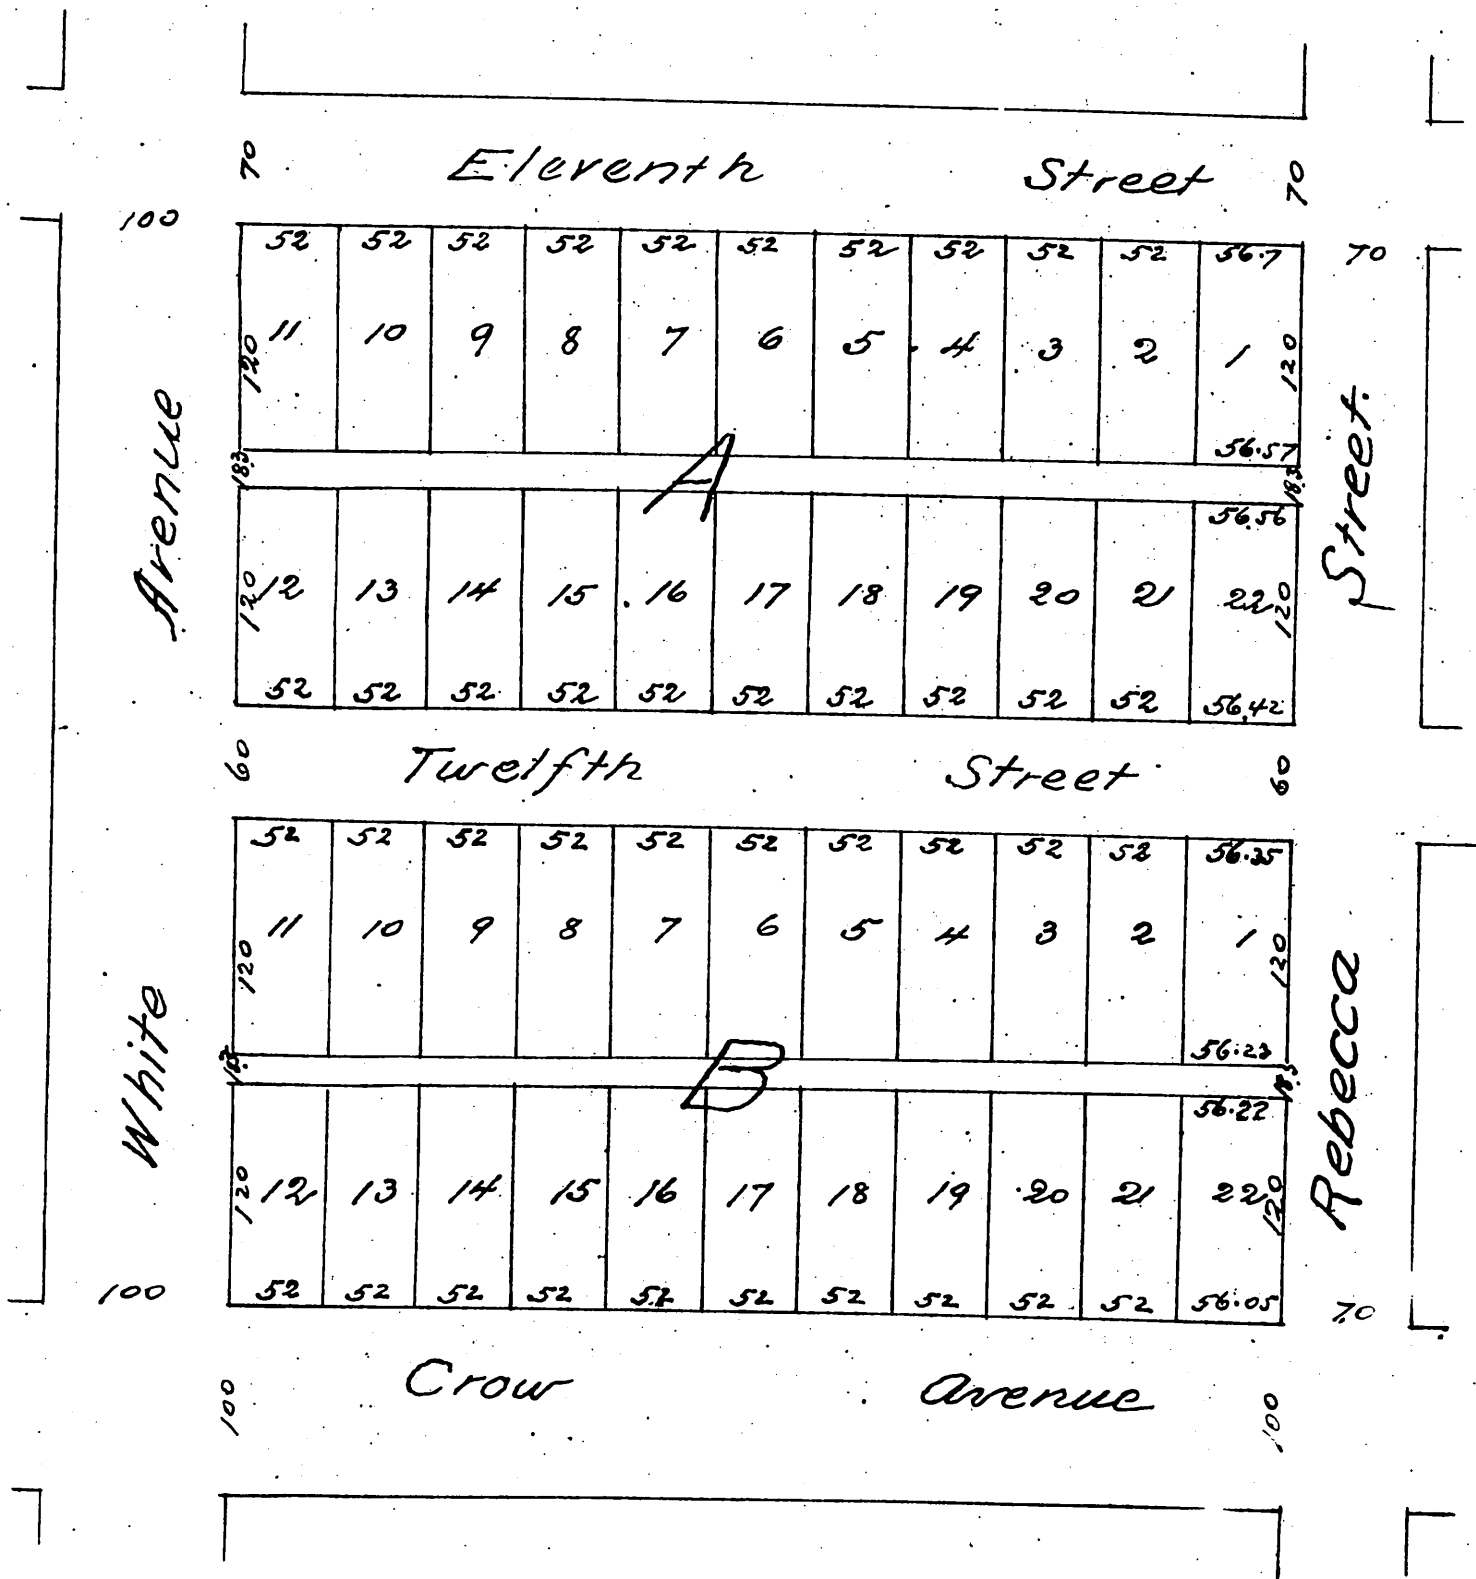 70 Eleventh Street 70
100 70
52 52 52 52 52 52 52 52 52 52 56.7
11 10 9 8 7 6 5 4 3 2 1
120 120
56.57
18.3 18.3
A
56.56
12 13 14 15 16 17 18 19 20 21 22
120 120
52 52 52 52 52 52 52 52 52 52 56.42
60 Twelfth Street 60
52 52 52 52 52 52 52 52 52 52 56.35
11 10 9 8 7 6 5 4 3 2 1
120 120
56.23
18.5
B
56.22
12 13 14 15 16 17 18 19 20 21 22
120 120
52 52 52 52 52 52 52 52 52 52 56.05
100 70
100 Crow Avenue 100
White Avenue
Rebecca Street.